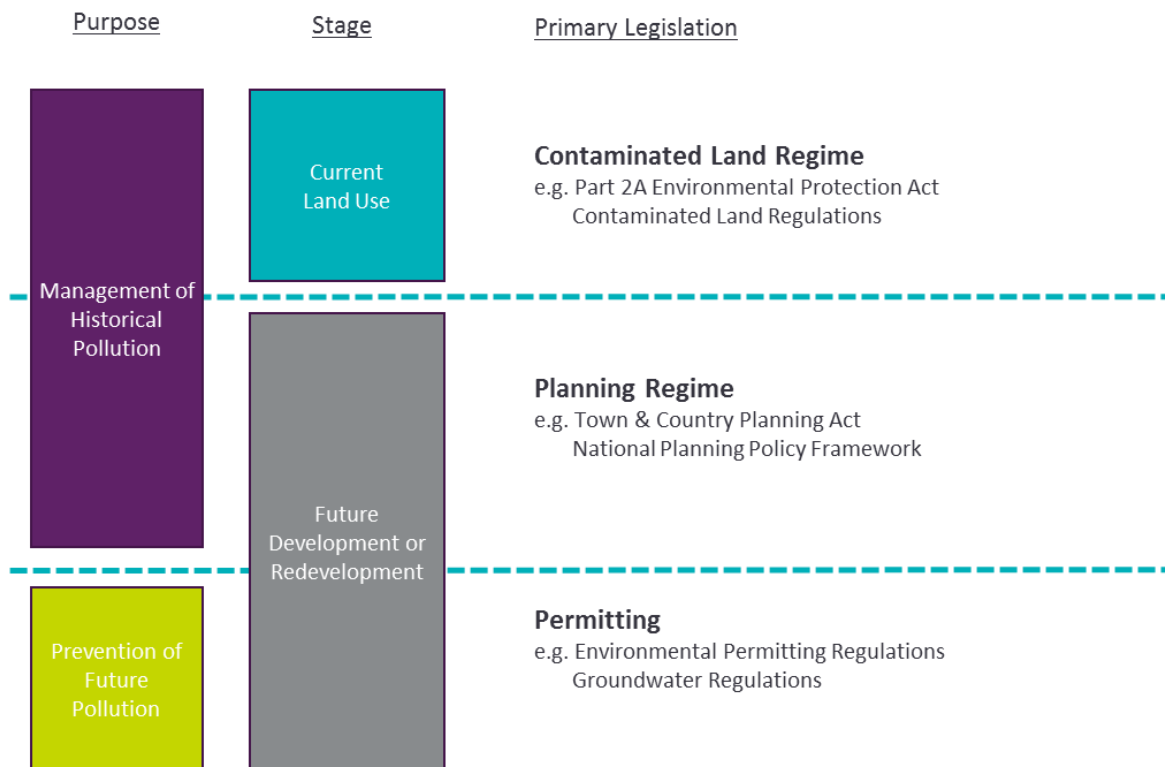 Purpose
Stage
Primary Legislation
Current
Land Use
Contaminated Land Regime
e.g. Part 2A Environmental Protection Act
Contaminated Land Regulations
Management of
Historical
Pollution
Planning Regime
e.g. Town & Country Planning Act
National Planning Policy Framework
Future
Development or
Redevelopment
Prevention of
Future
Pollution
Permitting
e.g. Environmental Permitting Regulations
Groundwater Regulations